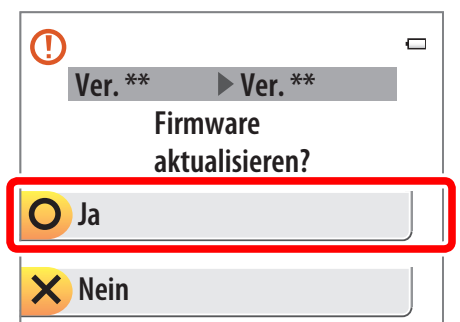 Ver. ** ▶ Ver. **
Firmware
aktualisieren?
Ja
Nein